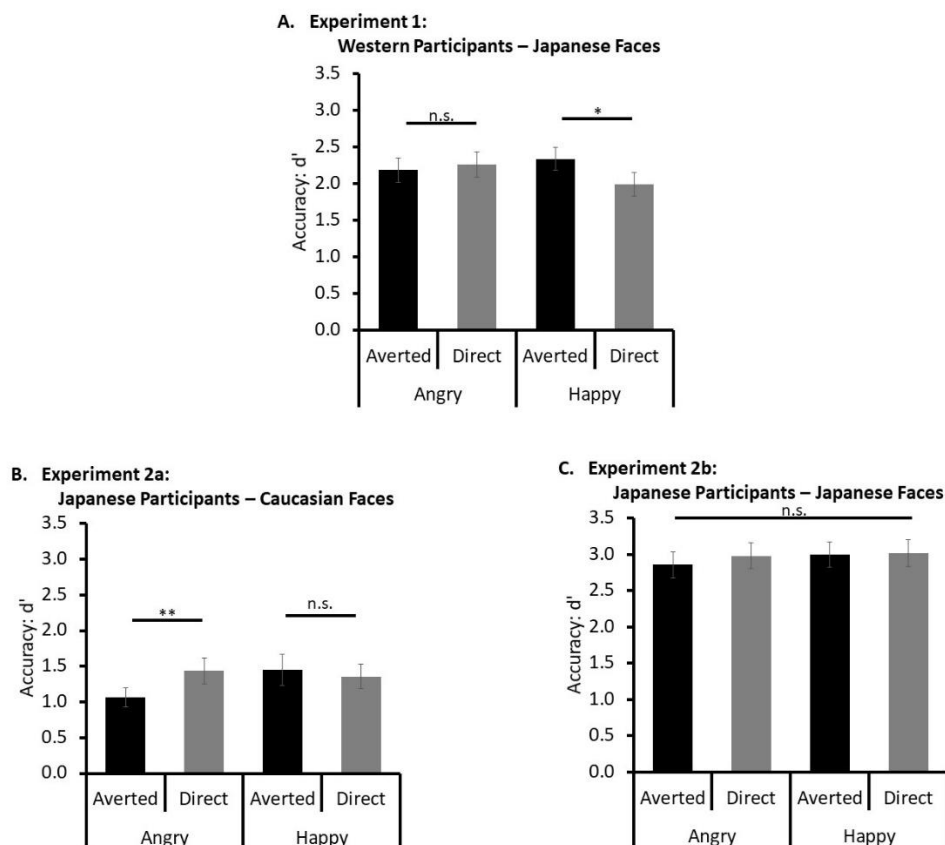 A. Experiment 1:
Western Participants – Japanese Faces
3.5
3.0
2.5
2.0
1.5
1.0
0.5
0.0
Accuracy: d'
n.s.
*
Averted Direct Averted Direct
Angry Happy
B. Experiment 2a:
Japanese Participants – Caucasian Faces
3.5
3.0
2.5
2.0
1.5
1.0
0.5
0.0
Accuracy: d'
**
n.s.
Averted Direct Averted Direct
Angry Happy
C. Experiment 2b:
Japanese Participants – Japanese Faces
n.s.
3.5
3.0
2.5
2.0
1.5
1.0
0.5
0.0
Accuracy: d'
Averted Direct Averted Direct
Angry Happy